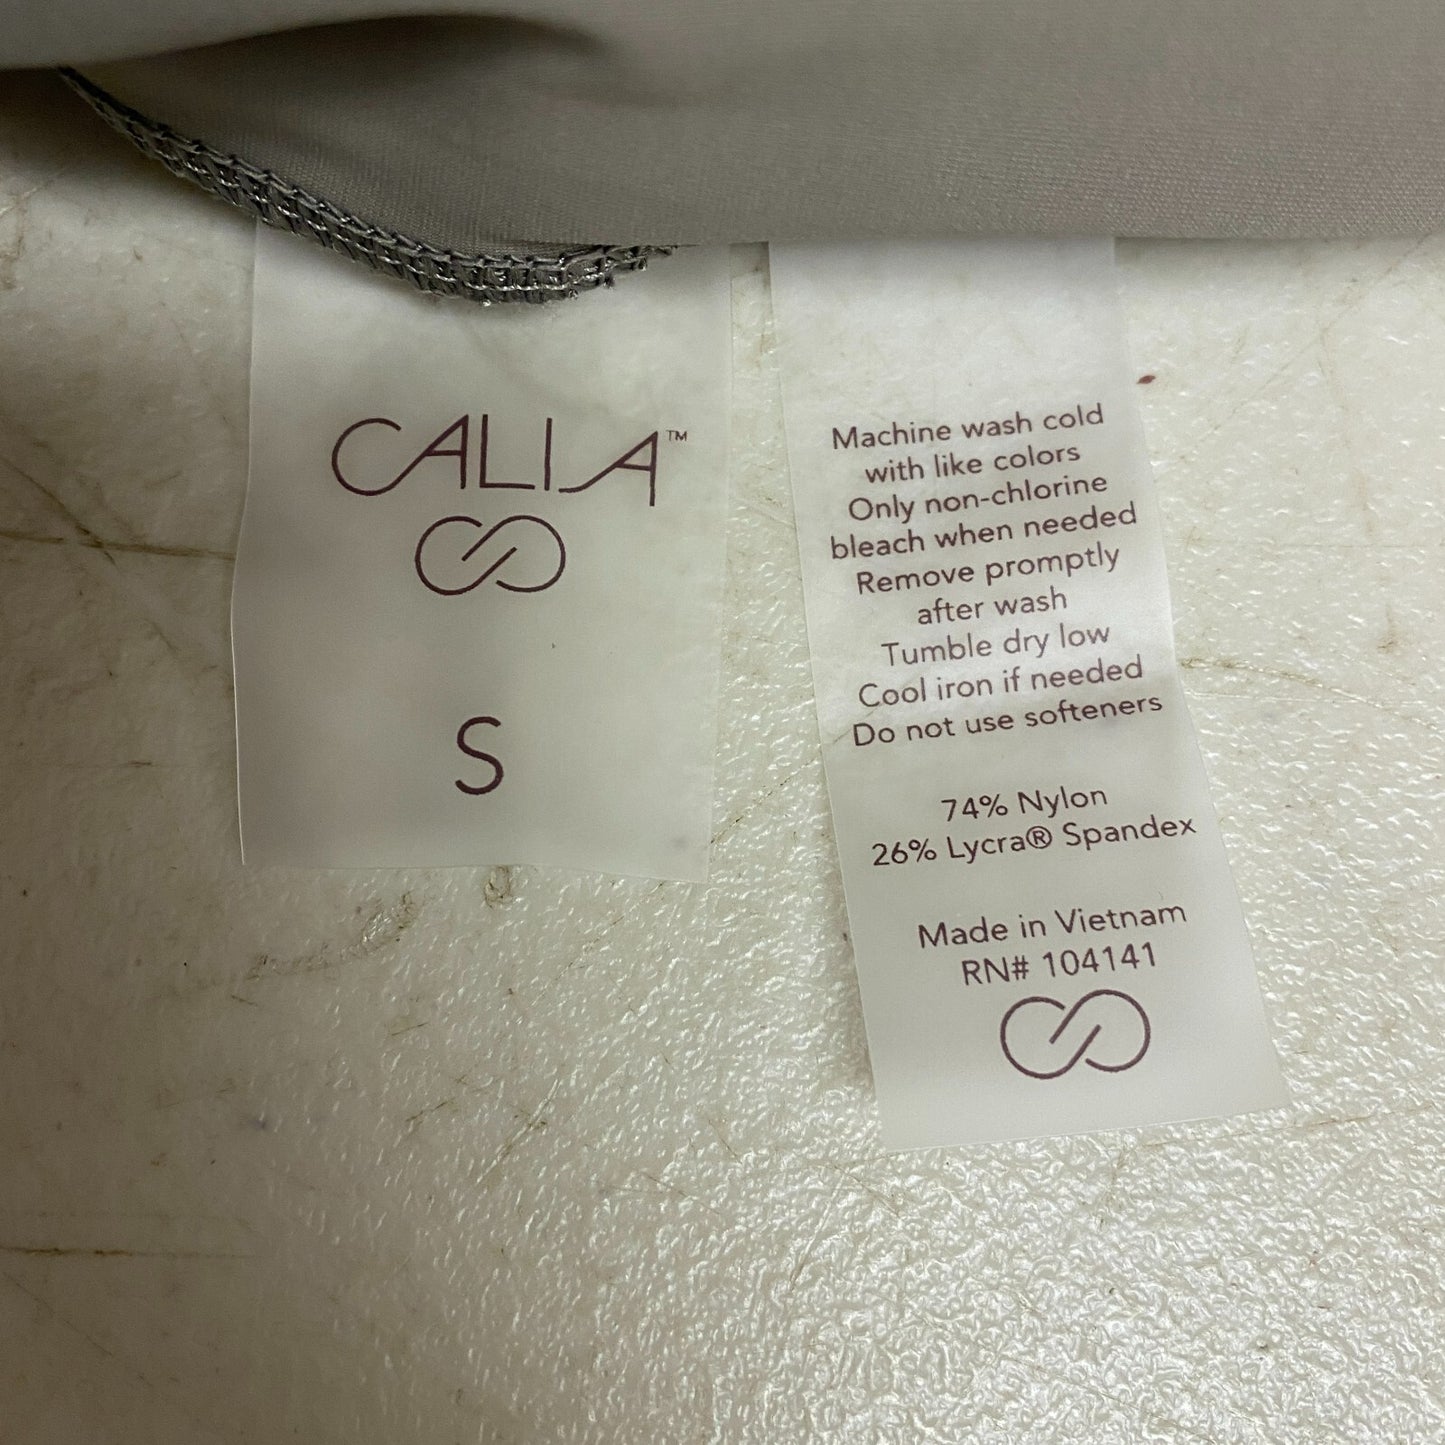 CALIA™
S
Machine wash cold
with like colors
Only non-chlorine
bleach when needed
Remove promptly
after wash
Tumble dry low
Cool iron if needed
Do not use softeners
74% Nylon
26% Lycra® Spandex
Made in Vietnam
RN# 104141